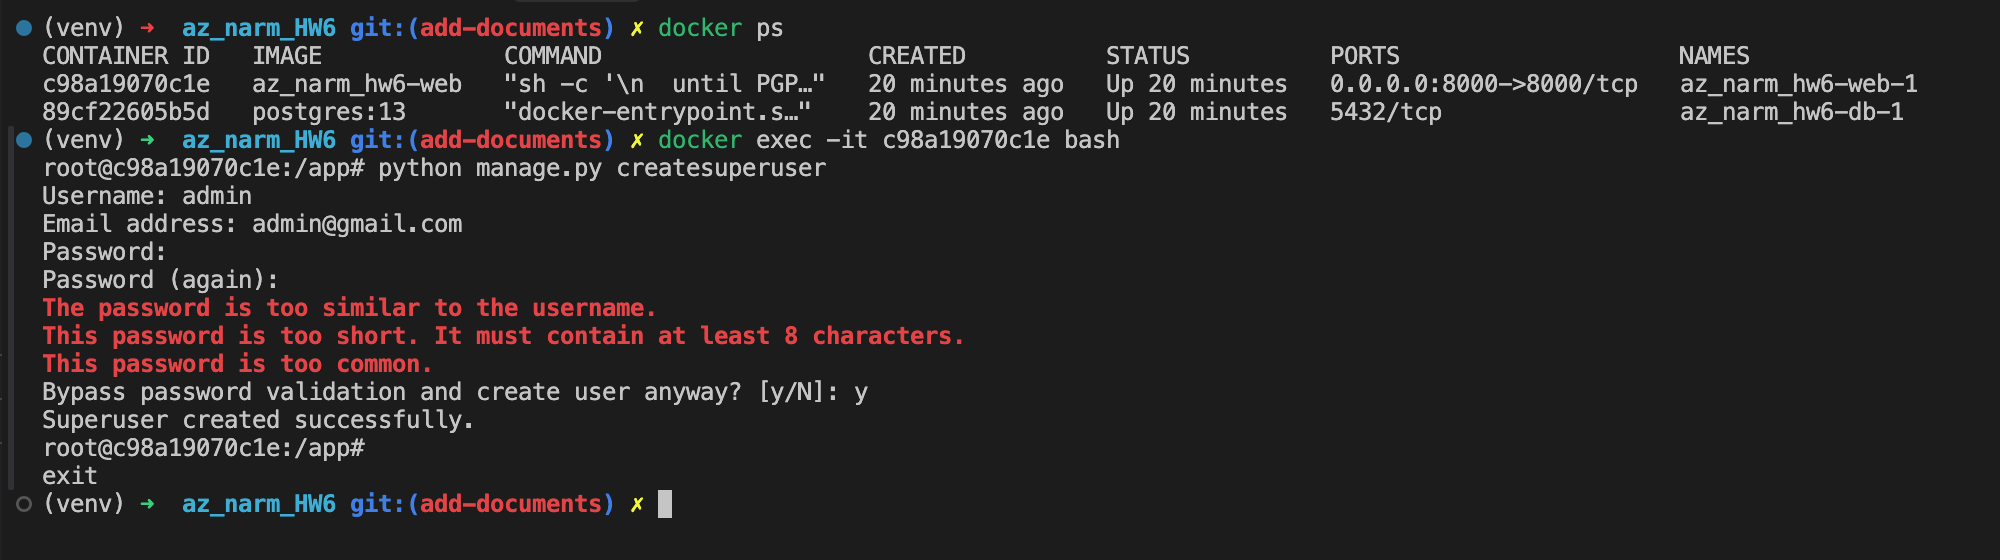 (venv) ➜  az_narm_HW6 git:(add-documents) ✗ docker ps
CONTAINER ID   IMAGE             COMMAND                   CREATED          STATUS          PORTS                    NAMES
c98a19070c1e   az_narm_hw6-web   "sh -c '\n  until PGP…"   20 minutes ago   Up 20 minutes   0.0.0.0:8000->8000/tcp   az_narm_hw6-web-1
89cf22605b5d   postgres:13       "docker-entrypoint.s…"    20 minutes ago   Up 20 minutes   5432/tcp                 az_narm_hw6-db-1
(venv) ➜  az_narm_HW6 git:(add-documents) ✗ docker exec -it c98a19070c1e bash
root@c98a19070c1e:/app# python manage.py createsuperuser
Username: admin
Email address: admin@gmail.com
Password:
Password (again):
The password is too similar to the username.
This password is too short. It must contain at least 8 characters.
This password is too common.
Bypass password validation and create user anyway? [y/N]: y
Superuser created successfully.
root@c98a19070c1e:/app#
exit
(venv) ➜  az_narm_HW6 git:(add-documents) ✗